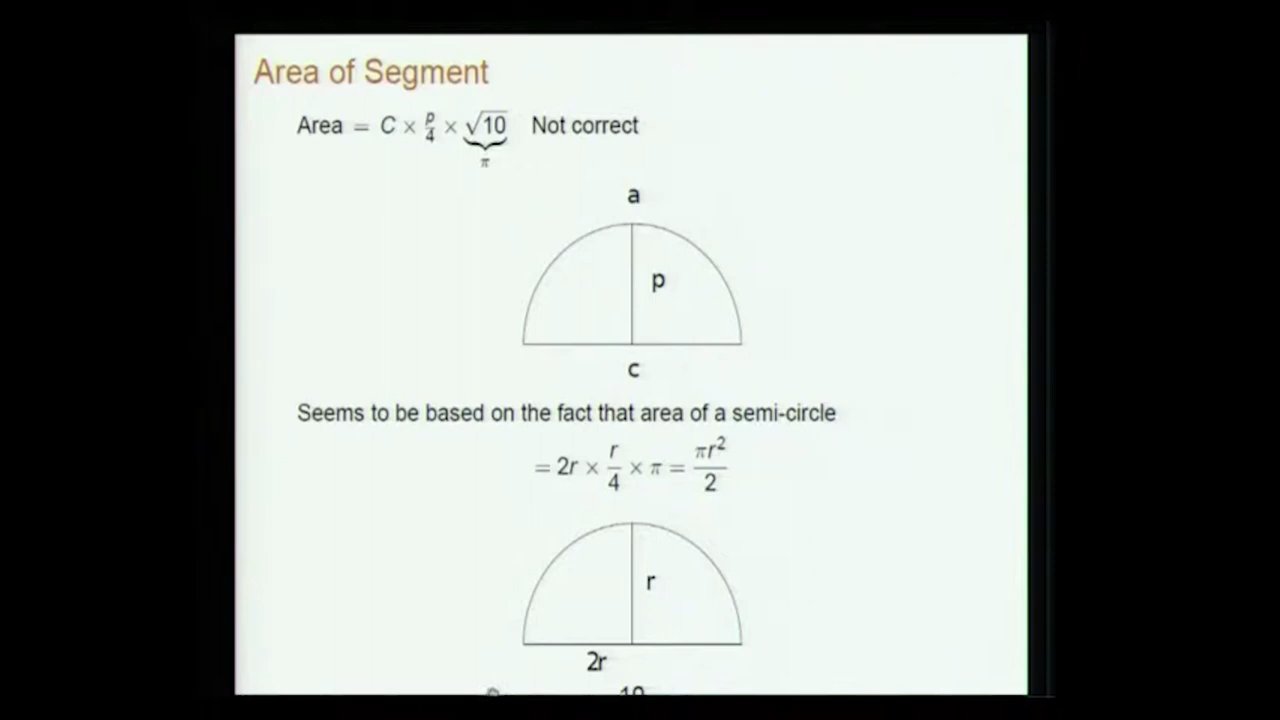 Area of Segment
Area = C × p/4 × √10 Not correct
π
a
p
c
Seems to be based on the fact that area of a semi-circle
= 2r × r/4 × π = πr²/2
r
2r
10